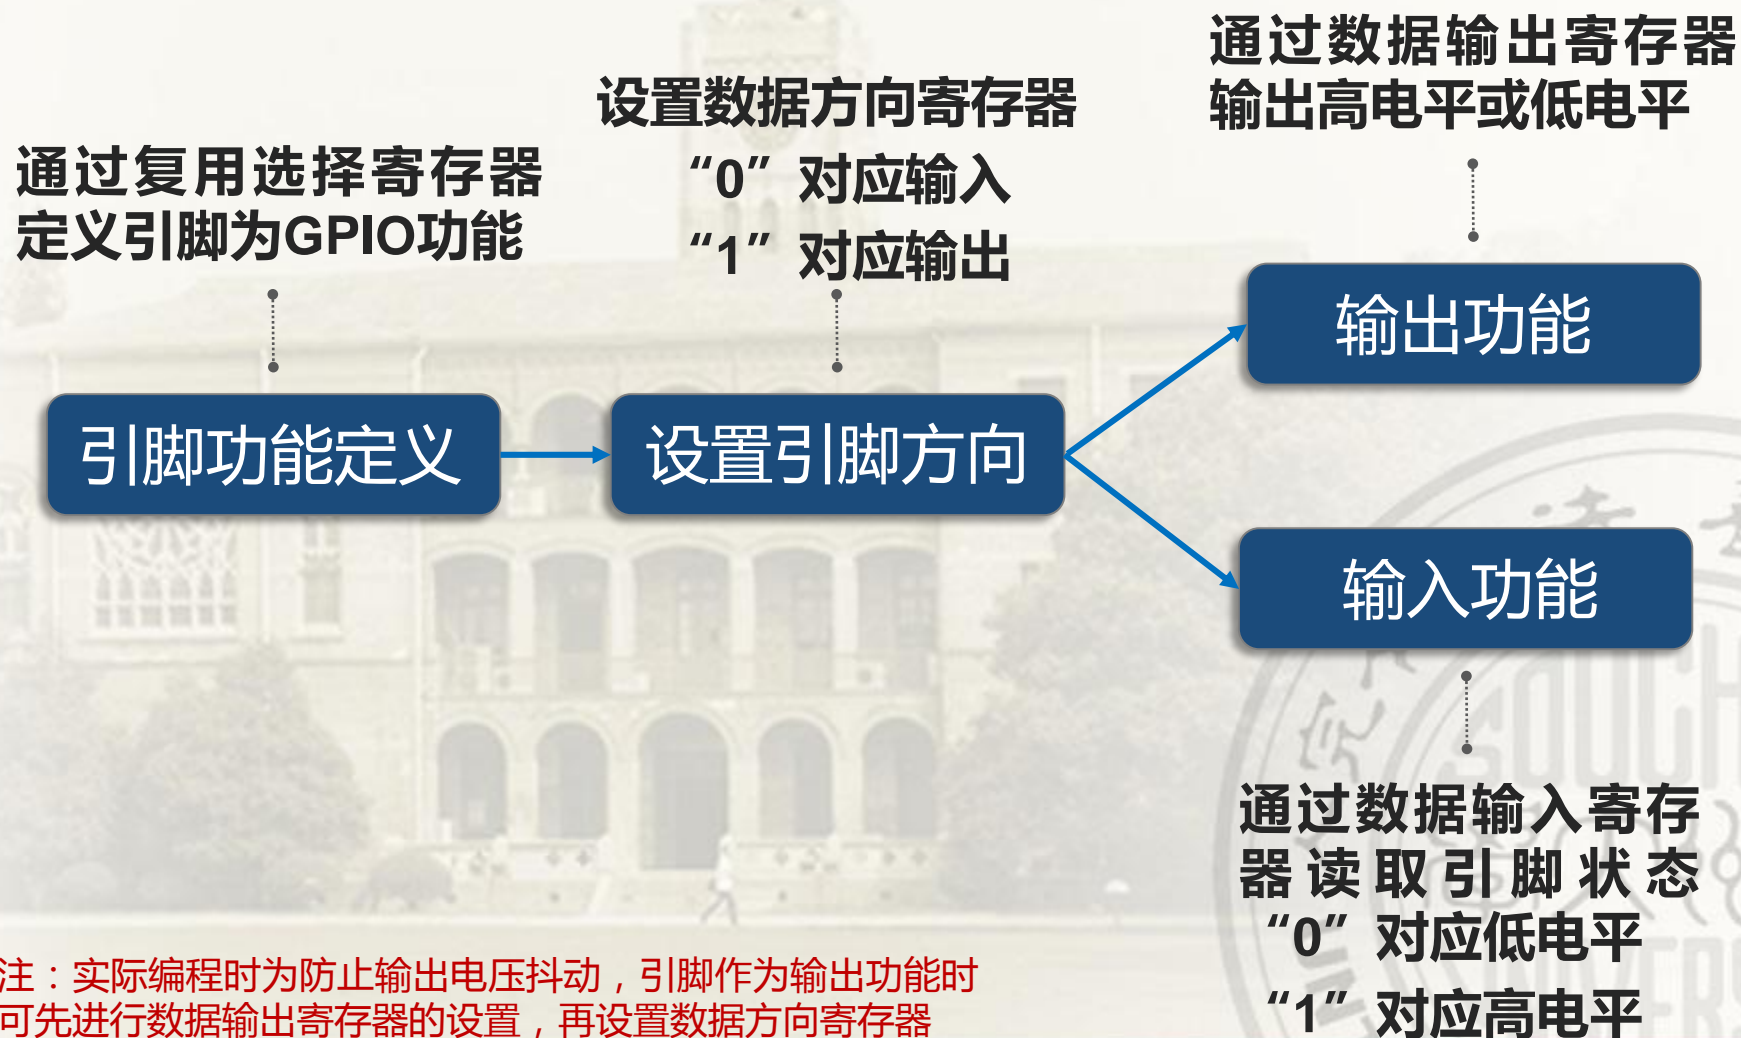 通过复用选择寄存器
定义引脚为GPIO功能
引脚功能定义
设置数据方向寄存器
“0”对应输入
“1”对应输出
设置引脚方向
通过数据输出寄存器
输出高电平或低电平
输出功能
输入功能
通过数据输入寄存
器读取引脚状态
“0”对应低电平
“1”对应高电平
注：实际编程时为防止输出电压抖动，引脚作为输出功能时
可先进行数据输出寄存器的设置，再设置数据方向寄存器